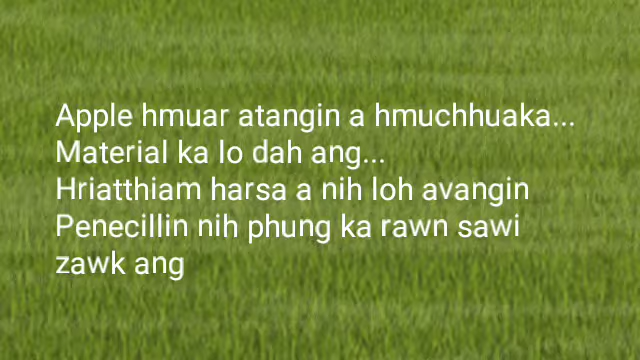 Apple hmuar atangin a hmuchhuaka...
Material ka lo dah ang...
Hriatthiam harsa a nih loh avangin
Penecillin nih phung ka rawn sawi
zawk ang